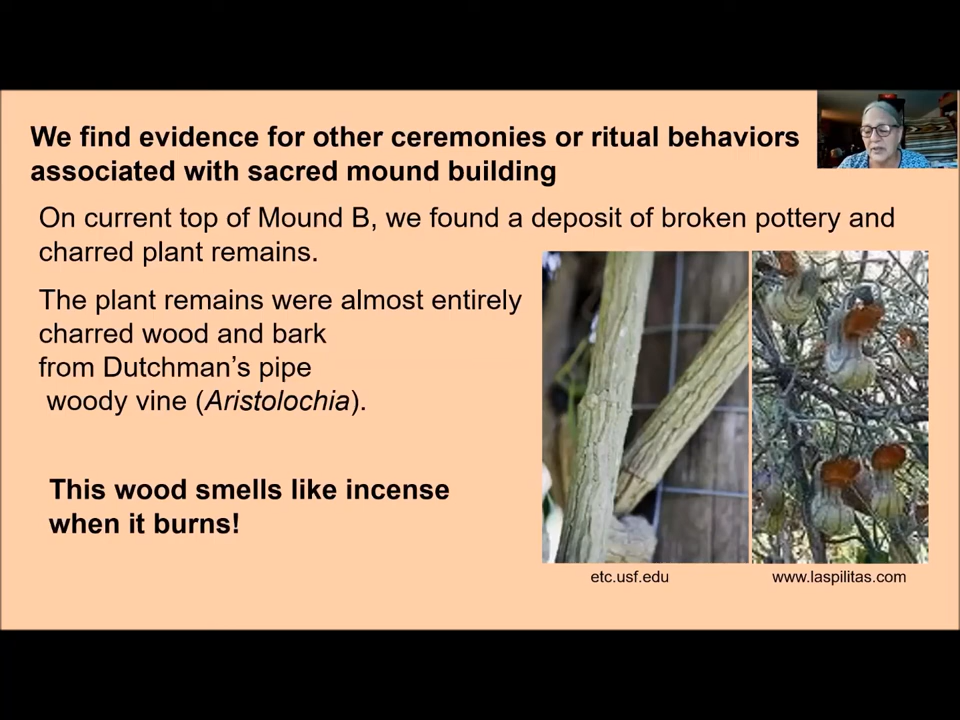 We find evidence for other ceremonies or ritual behaviors
associated with sacred mound building
On current top of Mound B, we found a deposit of broken pottery and
charred plant remains.
The plant remains were almost entirely
charred wood and bark
from Dutchman’s pipe
woody vine (Aristolochia).
This wood smells like incense
when it burns!
etc.usf.edu
www.laspilitas.com